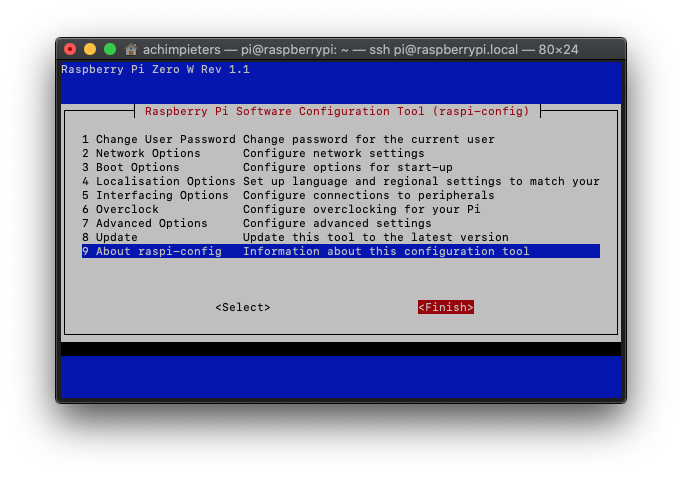 achimpieters — pi@raspberrypi: ~ — ssh pi@raspberrypi.local — 80×24
Raspberry Pi Zero W Rev 1.1
Raspberry Pi Software Configuration Tool (raspi-config)
1 Change User Password Change password for the current user
2 Network Options Configure network settings
3 Boot Options Configure options for start-up
4 Localisation Options Set up language and regional settings to match your
5 Interfacing Options Configure connections to peripherals
6 Overclock Configure overclocking for your Pi
7 Advanced Options Configure advanced settings
8 Update Update this tool to the latest version
9 About raspi-config Information about this configuration tool
<Select> <Finish>